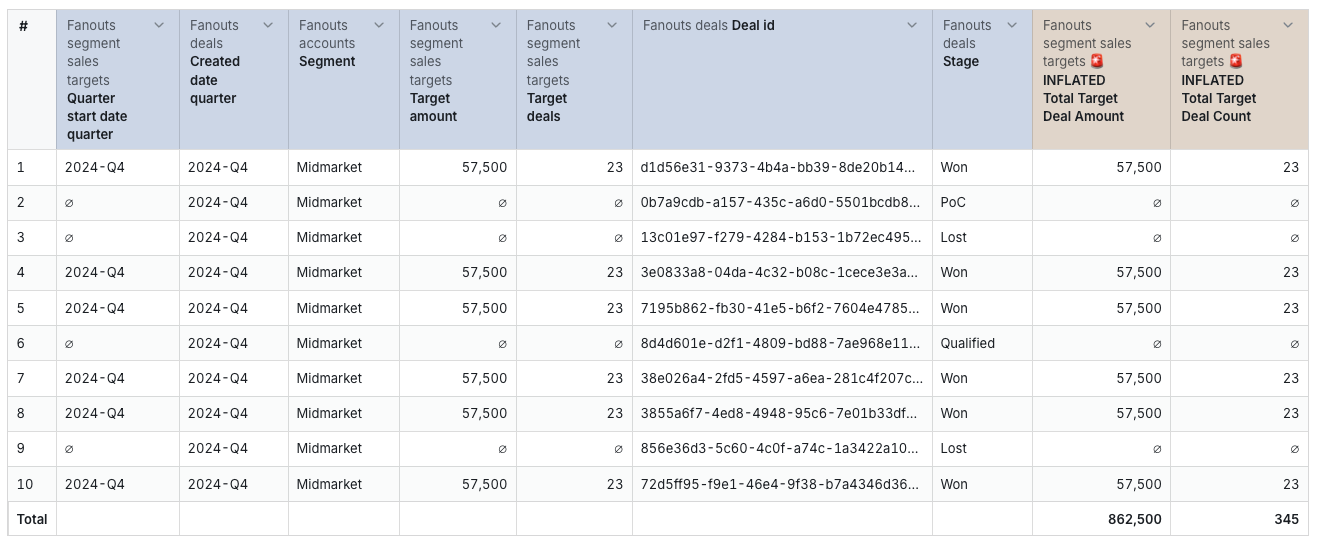 #
Fanouts segment sales targets Quarter start date quarter
Fanouts deals Created date quarter
Fanouts accounts Segment
Fanouts segment sales targets Target amount
Fanouts segment sales targets Target deals
Fanouts deals Deal id
Fanouts deals Stage
Fanouts segment sales targets 🚨 INFLATED Total Target Deal Amount
Fanouts segment sales targets 🚨 INFLATED Total Target Deal Count
1 2024-Q4 2024-Q4 Midmarket 57,500 23 d1d56e31-9373-4b4a-bb39-8de20b14... Won 57,500 23
2 ∅ 2024-Q4 Midmarket ∅ ∅ 0b7a9cdb-a157-435c-a6d0-5501bcdb8... PoC ∅ ∅
3 ∅ 2024-Q4 Midmarket ∅ ∅ 13c01e97-f279-4284-b153-1b72ec495... Lost ∅ ∅
4 2024-Q4 2024-Q4 Midmarket 57,500 23 3e0833a8-04da-4c32-b08c-1cece3e3a... Won 57,500 23
5 2024-Q4 2024-Q4 Midmarket 57,500 23 7195b862-fb30-41e5-b6f2-7604e4785... Won 57,500 23
6 ∅ 2024-Q4 Midmarket ∅ ∅ 8d4d601e-d2f1-4809-bd88-7ae968e11... Qualified ∅ ∅
7 2024-Q4 2024-Q4 Midmarket 57,500 23 38e026a4-2fd5-4597-a6ea-281c4f207c... Won 57,500 23
8 2024-Q4 2024-Q4 Midmarket 57,500 23 3855a6f7-4ed8-4948-95c6-7e01b33df... Won 57,500 23
9 ∅ 2024-Q4 Midmarket ∅ ∅ 856e36d3-5c60-4c0f-a74c-1a3422a10... Lost ∅ ∅
10 2024-Q4 2024-Q4 Midmarket 57,500 23 72d5ff95-f9e1-46e4-9f38-b7a4346d36... Won 57,500 23
Total 862,500 345